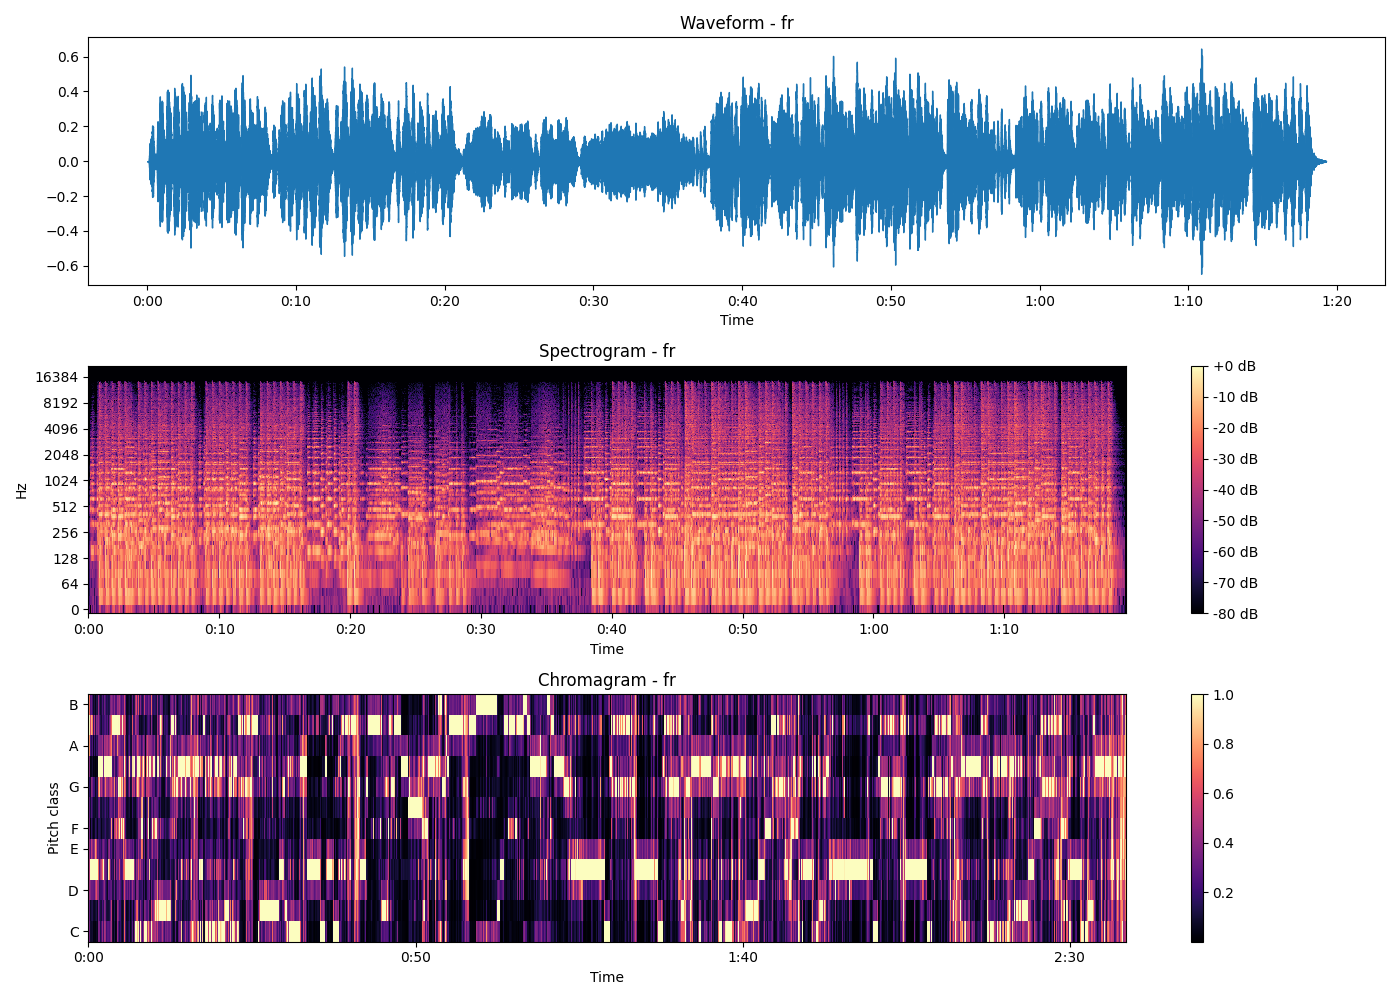 Waveform - fr
0.6
0.4
0.2
0.0
−0.2
−0.4
−0.6
0:00 0:10 0:20 0:30 0:40 0:50 1:00 1:10 1:20
Time
Spectrogram - fr
Hz
16384
8192
4096
2048
1024
512
256
128
64
0
0:00 0:10 0:20 0:30 0:40 0:50 1:00 1:10
Time
+0 dB
-10 dB
-20 dB
-30 dB
-40 dB
-50 dB
-60 dB
-70 dB
-80 dB
Chromagram - fr
Pitch class
B
A
G
F
E
D
C
0:00 0:50 1:40 2:30
Time
1.0
0.8
0.6
0.4
0.2